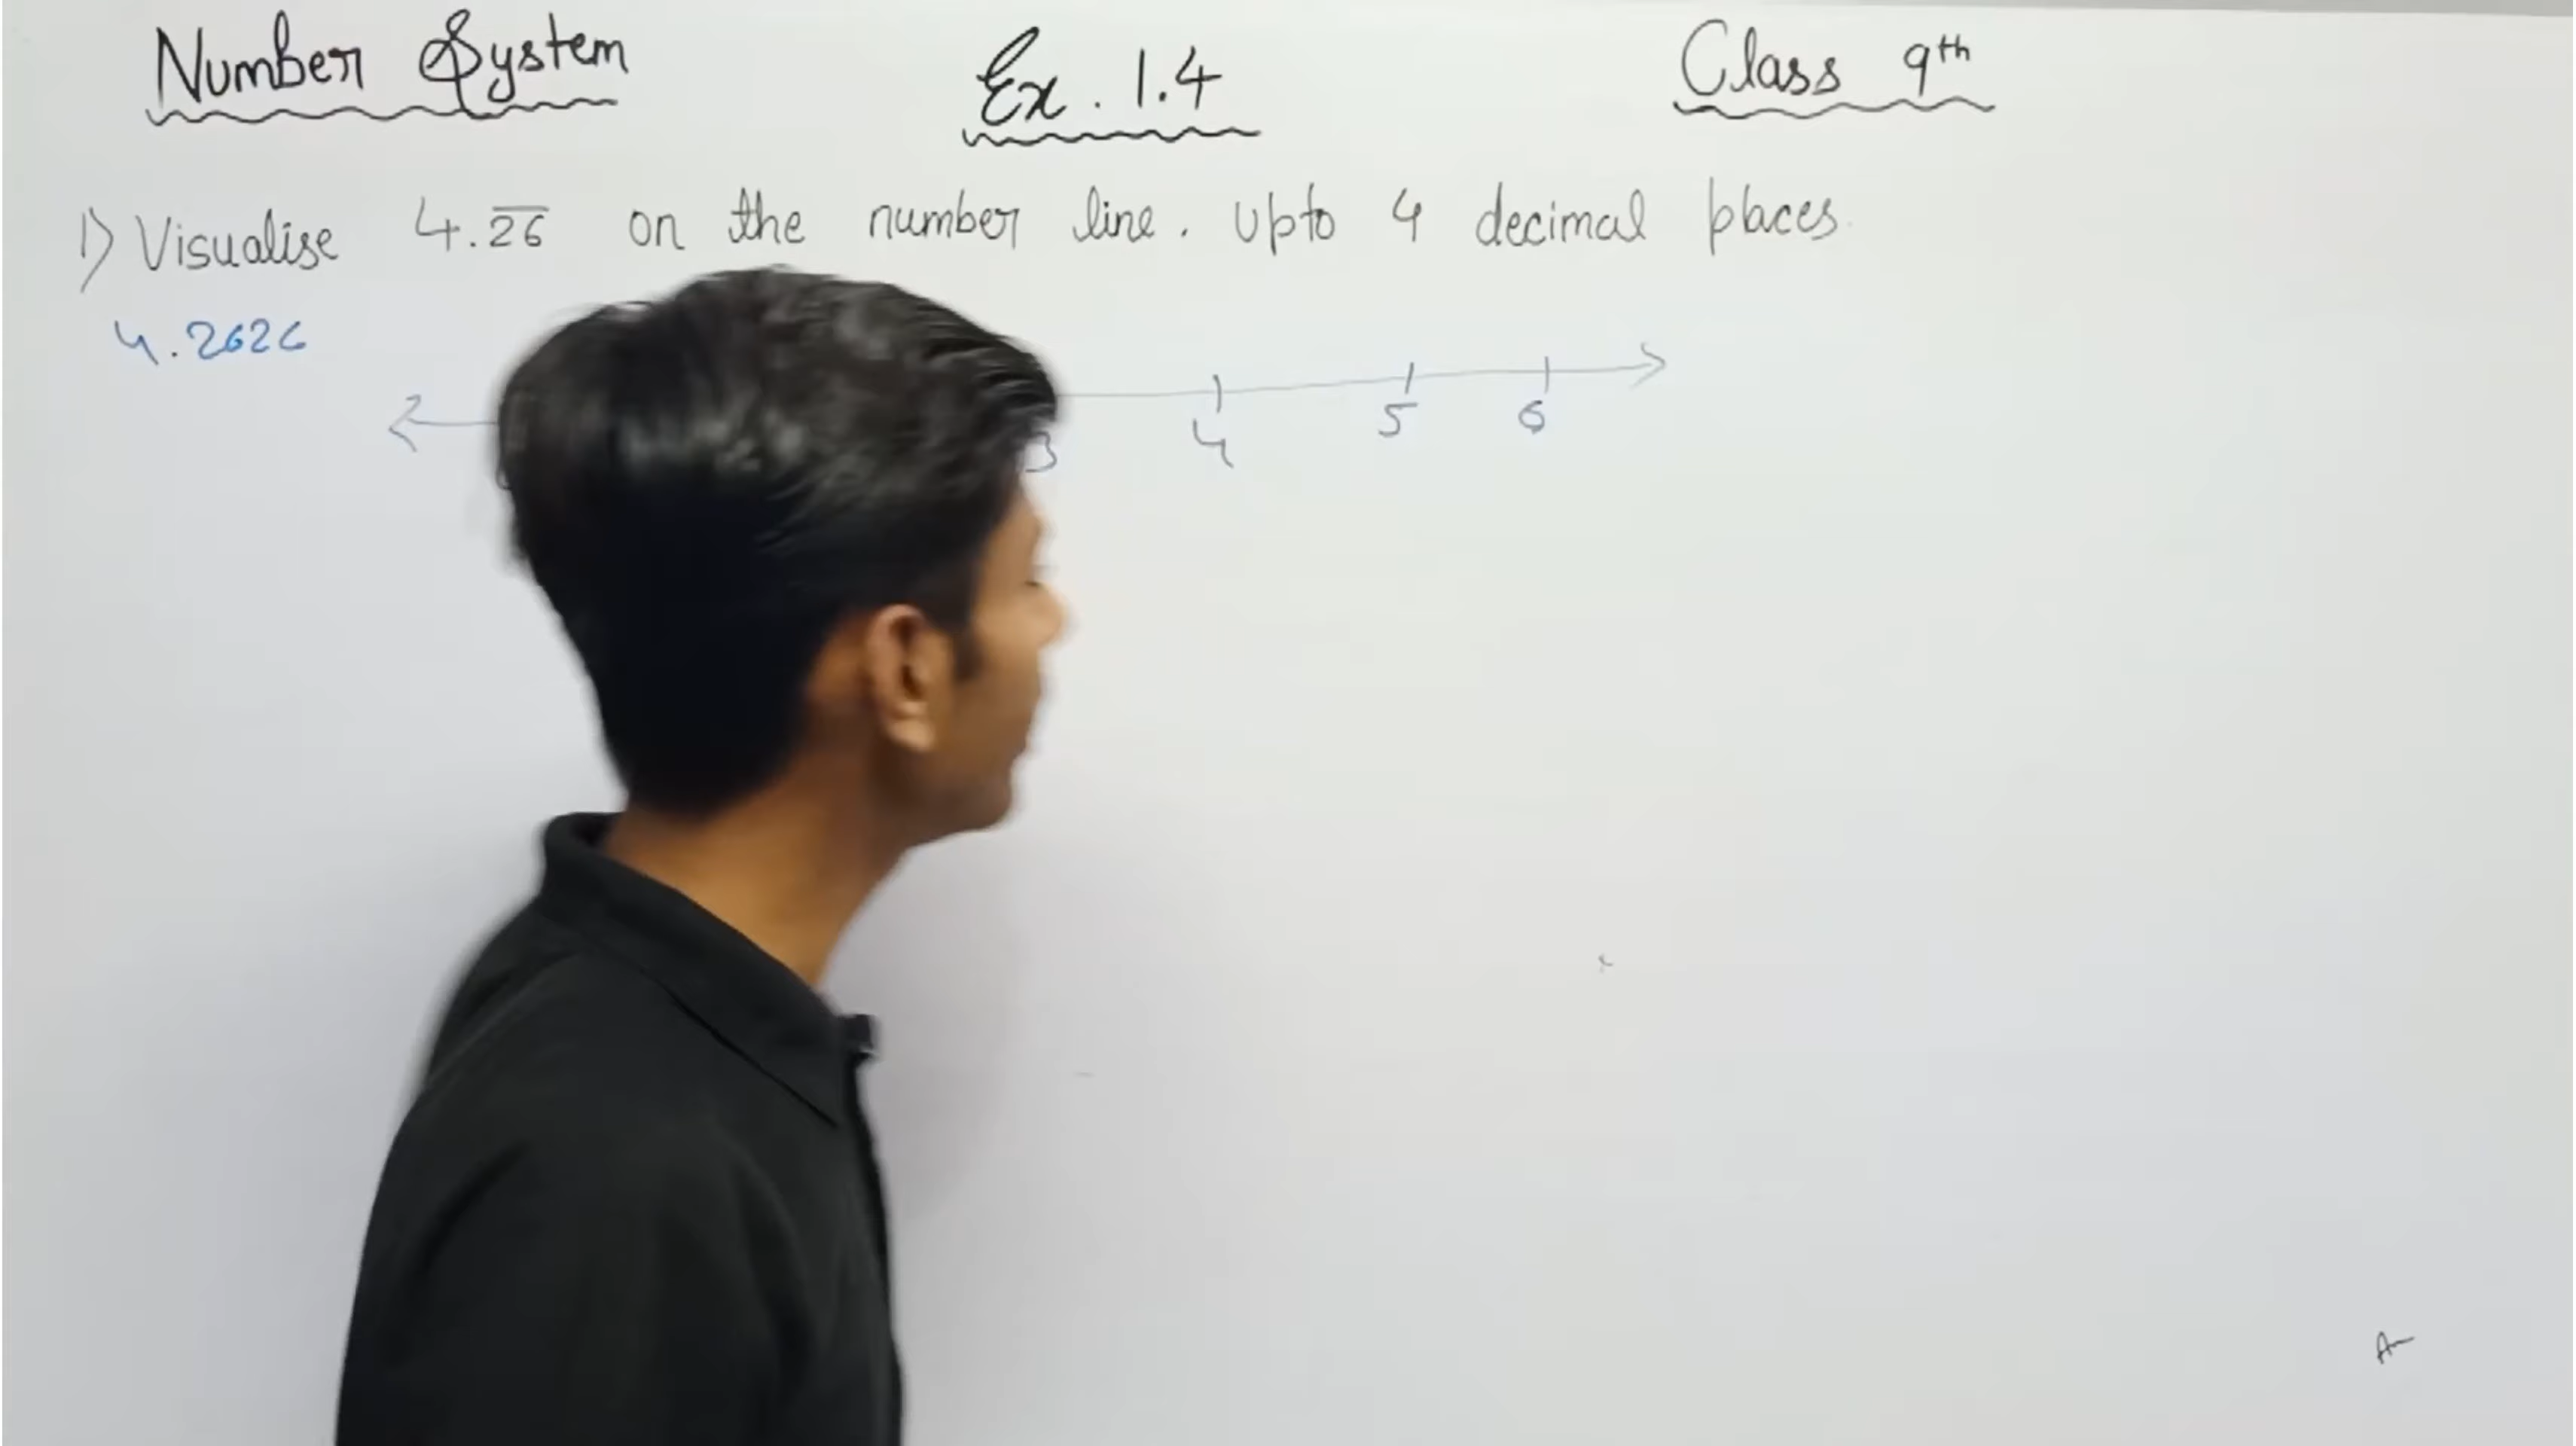 Number System Ex. 1.4 Class 9th
1) Visualise 4.2̅6̅ on the number line. upto 4 decimal places.
4.2626
3 4 5 6